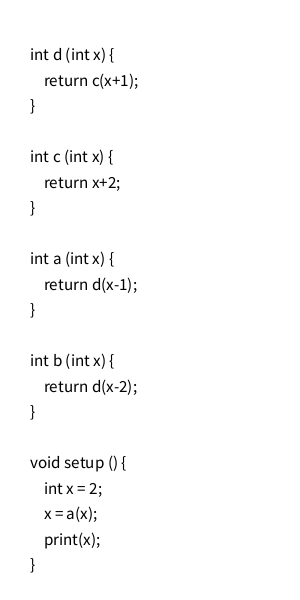 int d (int x) {
    return c(x+1);
}

int c (int x) {
    return x+2;
}

int a (int x) {
    return d(x-1);
}

int b (int x) {
    return d(x-2);
}

void setup () {
    int x = 2;
    x = a(x);
    print(x);
}